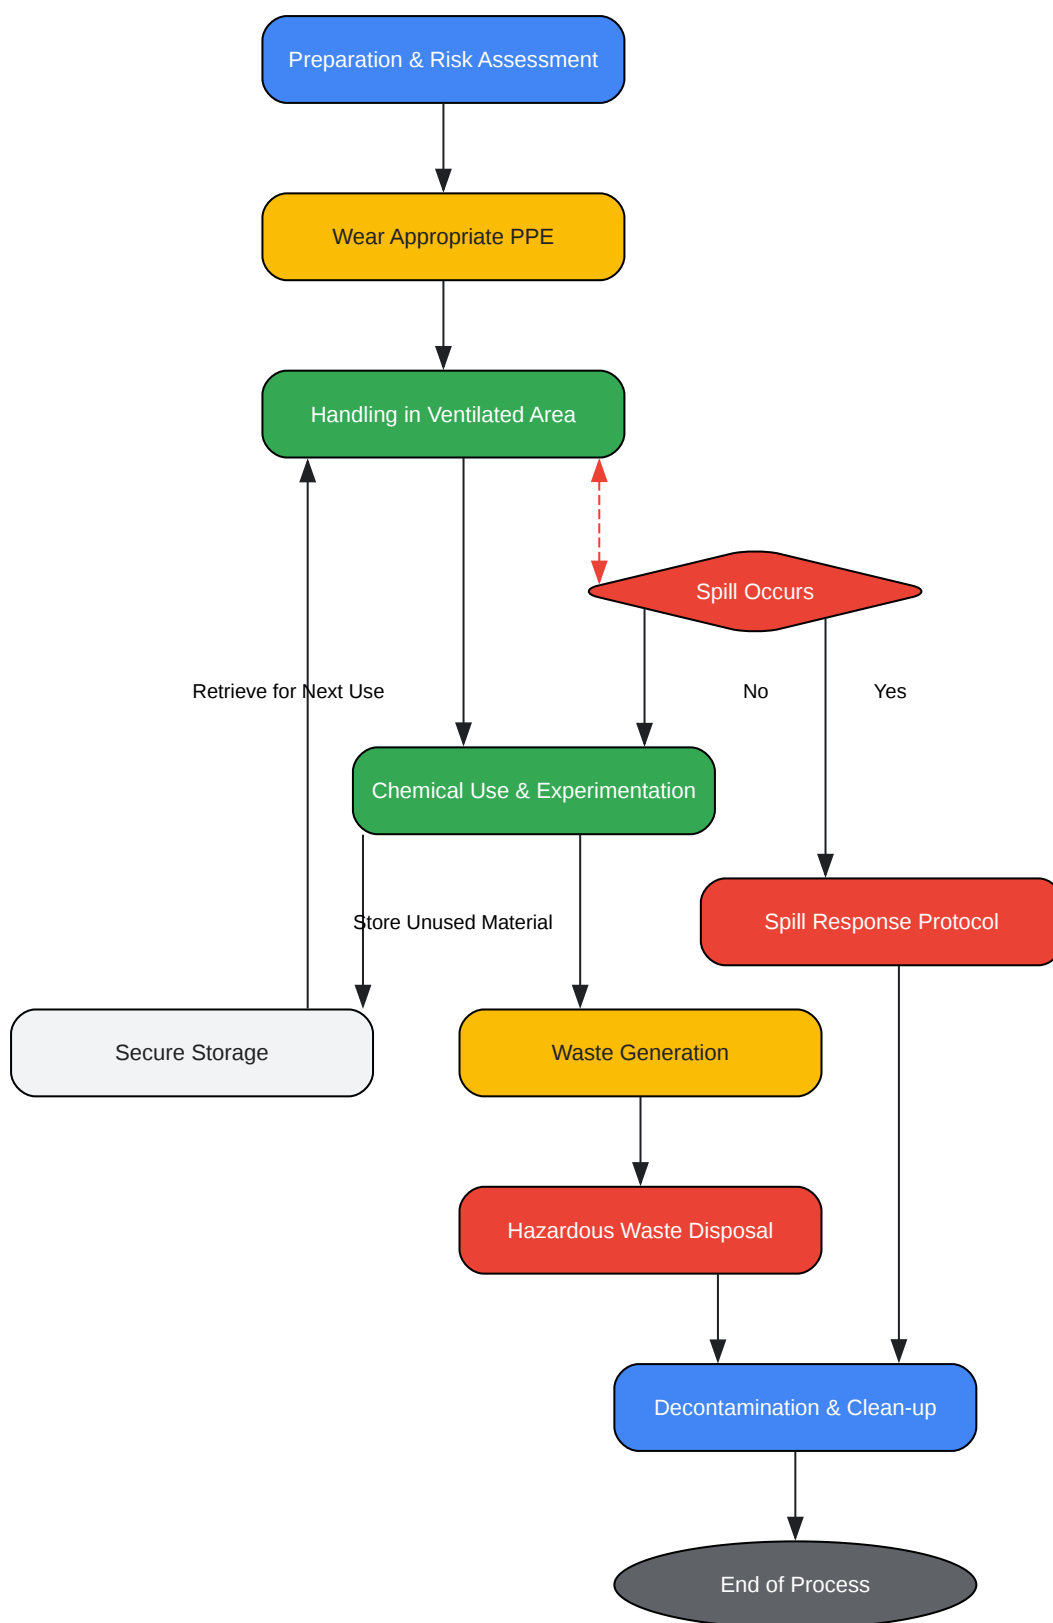 Preparation & Risk Assessment
Wear Appropriate PPE
Handling in Ventilated Area
Spill Occurs
Retrieve for Next Use
No
Yes
Chemical Use & Experimentation
Store Unused Material
Spill Response Protocol
Secure Storage
Waste Generation
Hazardous Waste Disposal
Decontamination & Clean-up
End of Process